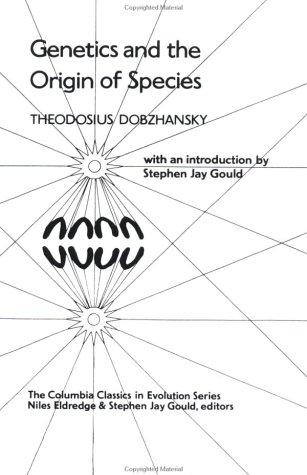 Genetics and the
Origin of Species
THEODOSIUS DOBZHANSKY
with an introduction by
Stephen Jay Gould
The Columbia Classics in Evolution Series
Niles Eldredge & Stephen Jay Gould, editors